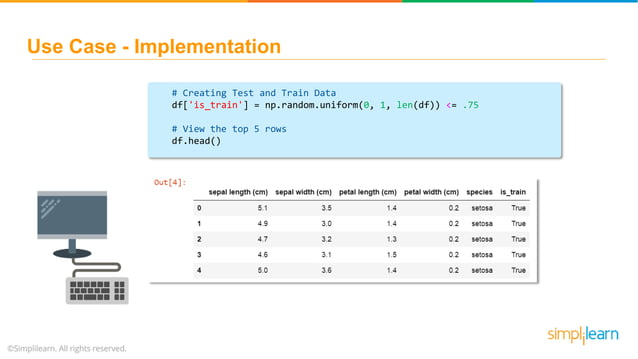 Use Case - Implementation
# Creating Test and Train Data
df['is_train'] = np.random.uniform(0, 1, len(df)) <= .75
# View the top 5 rows
df.head()
Out[4]:
sepal length (cm) sepal width (cm) petal length (cm) petal width (cm) species is_train
0 5.1 3.5 1.4 0.2 setosa True
1 4.9 3.0 1.4 0.2 setosa True
2 4.7 3.2 1.3 0.2 setosa True
3 4.6 3.1 1.5 0.2 setosa True
4 5.0 3.6 1.4 0.2 setosa True
©Simplilearn. All rights reserved.
simplilearn